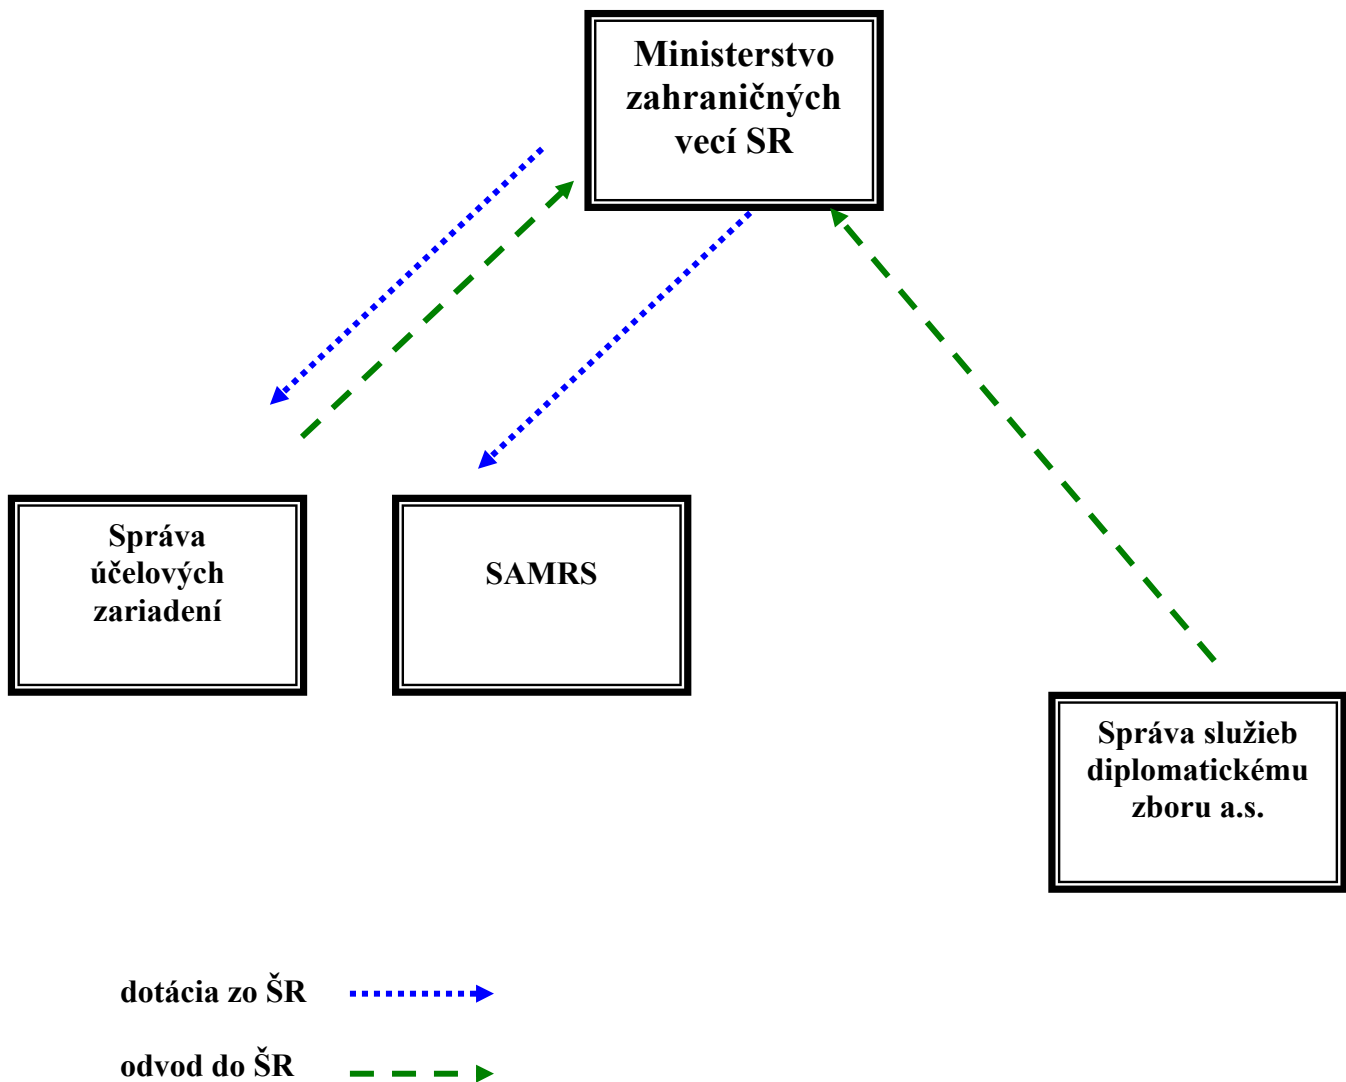 Ministerstvo
zahraničných
vecí SR
Správa
účelových
zariadení
SAMRS
Správa služieb
diplomatickému
zboru a.s.
dotácia zo ŠR
odvod do ŠR